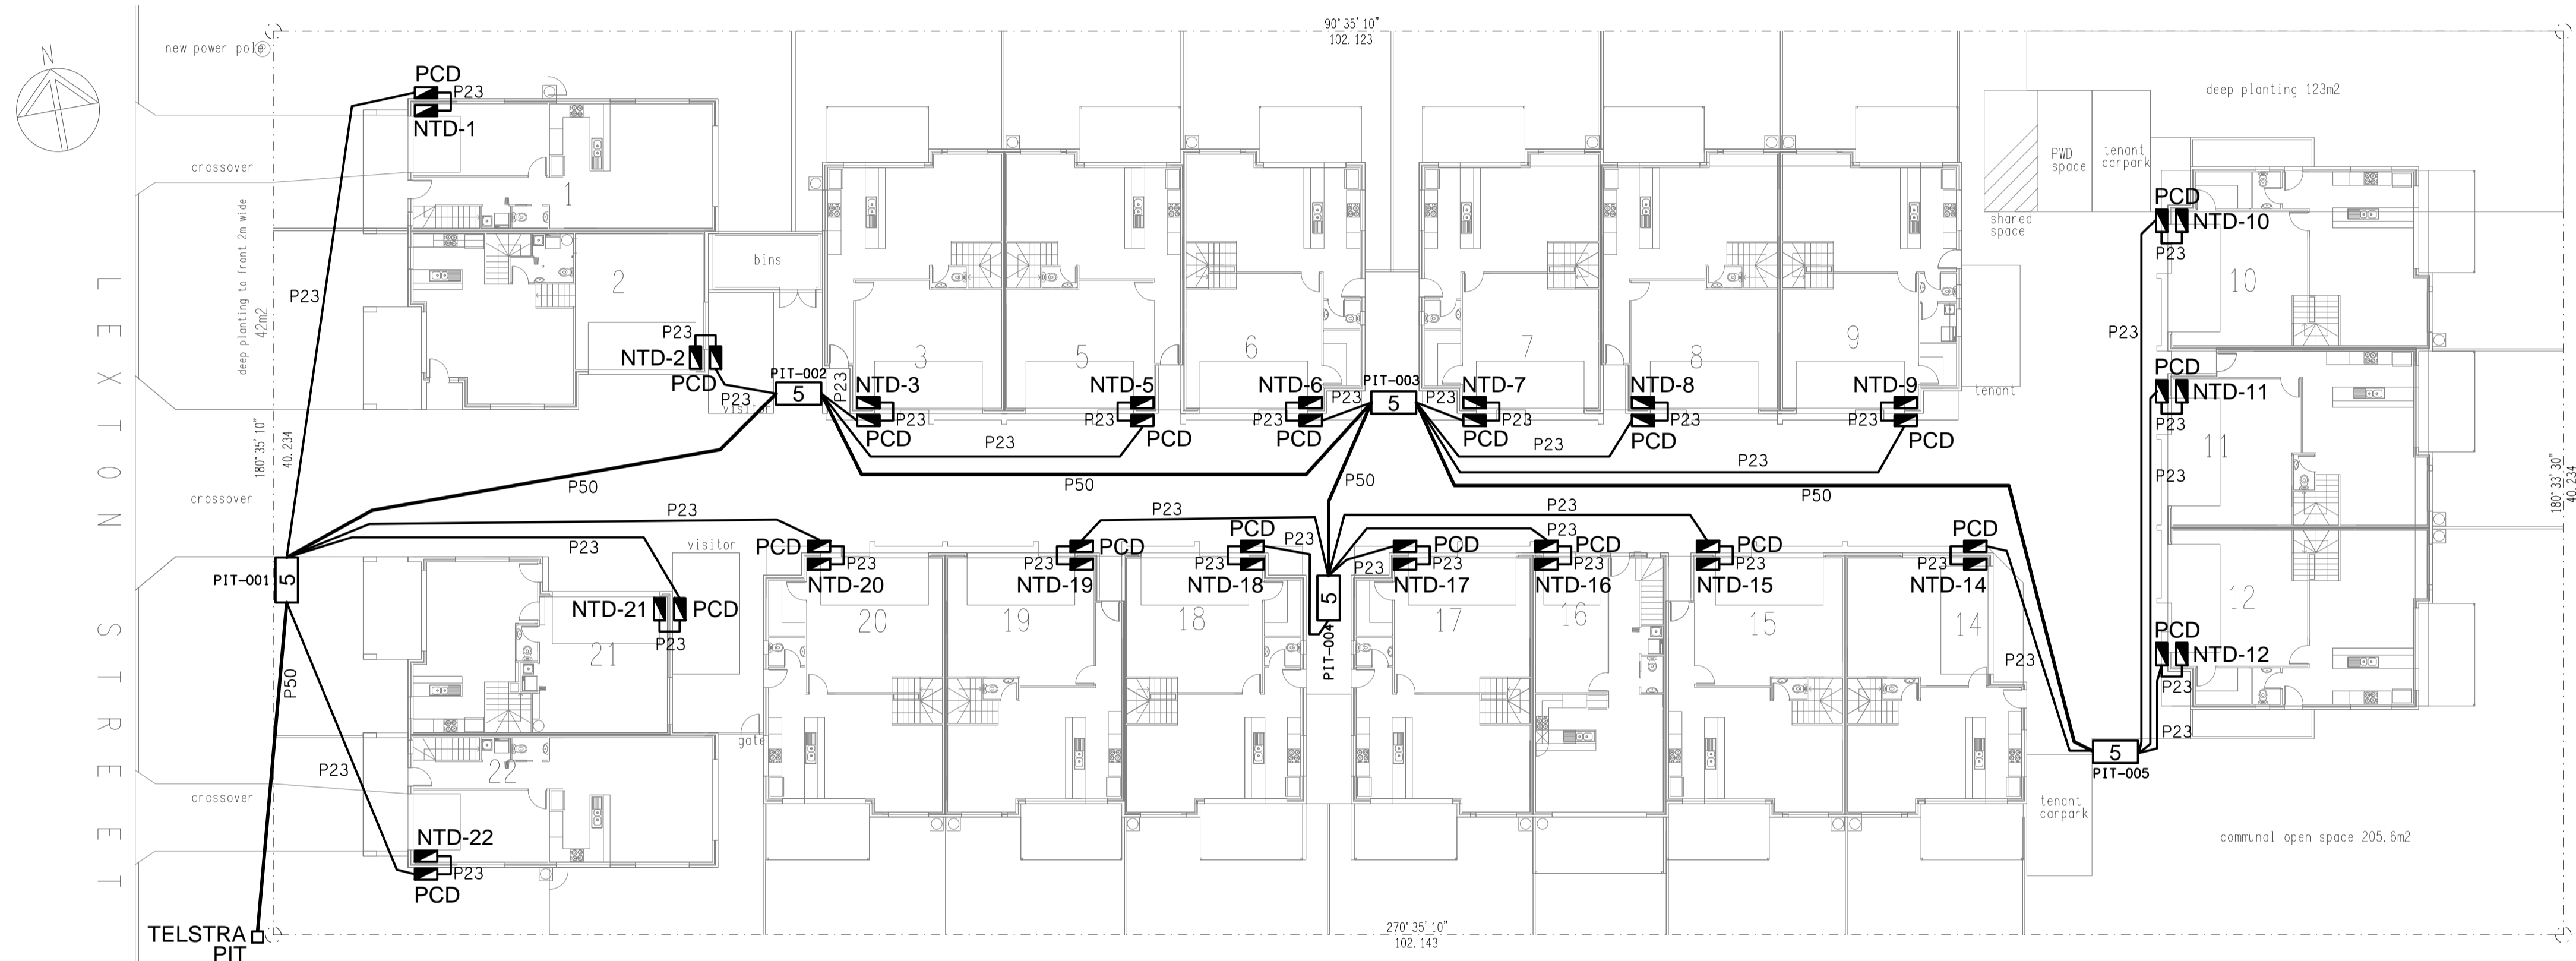 90° 35' 10"
102.123
N
new power pole
PCD
P23
NTD-1
crossover
1
deep planting to front 2m wide
42m2
P23
2
bins
P23
NTD-2
PCD
P23
visitor
PIT-002
5
P23
3
NTD-3
P23
PCD
5
NTD-5
P23
PCD
P23
6
NTD-6
P23
P23
PCD
PIT-003
5
7
NTD-7
P23
P23
PCD
8
NTD-8
P23
PCD
P23
9
NTD-9
P23
PCD
P23
tenant
deep planting 123m2
PWD
space
tenant
carpark
shared
space
PCD
NTD-10
P23
10
P23
PCD
NTD-11
P23
11
P23
12
PCD
NTD-12
P23
P23
180° 33' 30"
40.234
180° 35' 10"
40.234
LEXTON STREET
crossover
P50
P50
P50
P50
P23
P23
PIT-001
5
visitor
NTD-21
PCD
P23
21
PCD
P23
NTD-20
20
P23
PCD
P23
NTD-19
19
PCD
P23
P23
NTD-18
18
5
PIT-004
P23
PCD
P23
NTD-17
17
PCD
P23
P23
NTD-16
16
P23
PCD
P23
NTD-15
15
PCD
P23
NTD-14
14
P23
5
PIT-005
P50
P23
gate
22
crossover
NTD-22
P23
PCD
tenant
carpark
communal open space 205.6m2
TELSTRA
PIT
270° 35' 10"
102.143